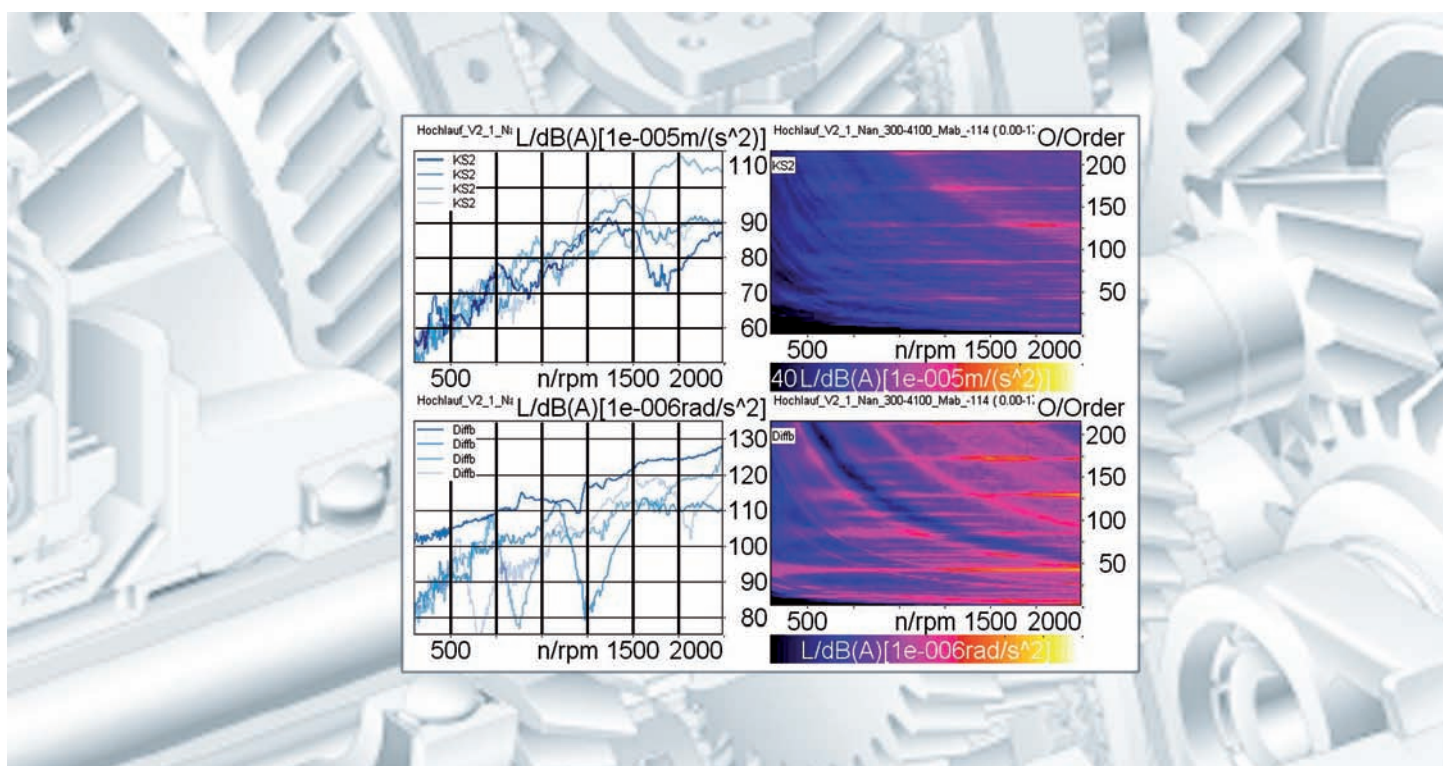 Hochlauf_V2_1_Na
L/dB(A)[1e-005m/(s^2)]
KS2
KS2
KS2
KS2
110
90
80
70
60
500 n/rpm 1500 2000
Hochlauf_V2_1_Nan_300-4100_Mab_-114 ( 0.00-1
O/Order
KS2
200
150
100
50
500 n/rpm 1500 2000
40 L/dB(A)[1e-005m/(s^2)]
Hochlauf_V2_1_Na
L/dB(A)[1e-006rad/s^2]
Diffb
Diffb
Diffb
Diffb
130
120
110
100
90
80
500 n/rpm 1500 2000
Hochlauf_V2_1_Nan_300-4100_Mab_-114 ( 0.00-1
O/Order
Diffb
200
150
100
50
500 n/rpm 1500 2000
L/dB(A)[1e-006rad/s^2]